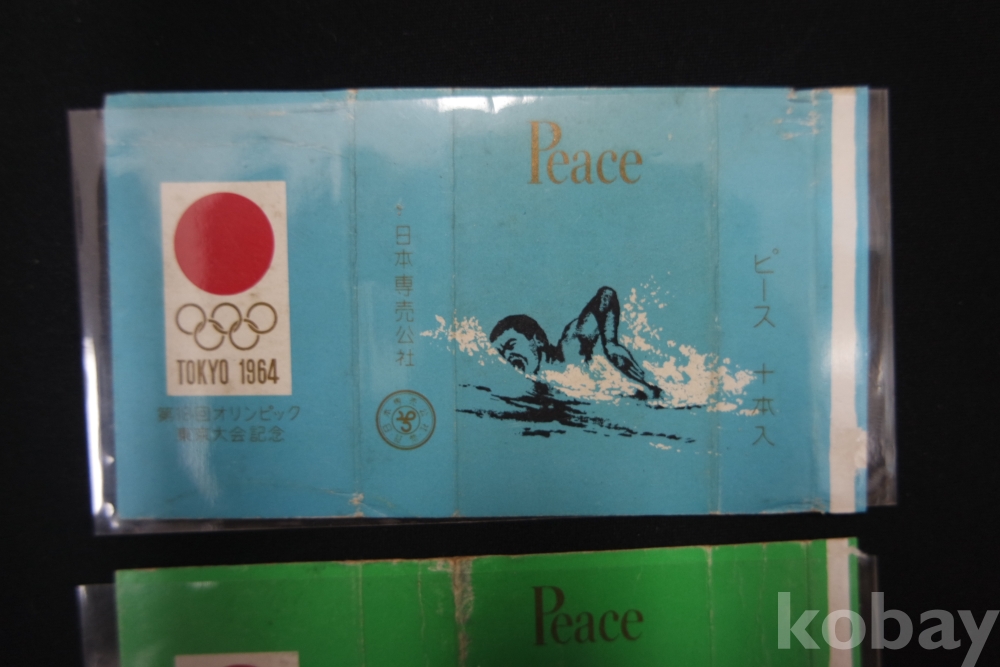 Peace
TOKYO 1964
第18回オリンピック
東京大会記念
日本専売公社
ピース 十本入
Peace
kobay